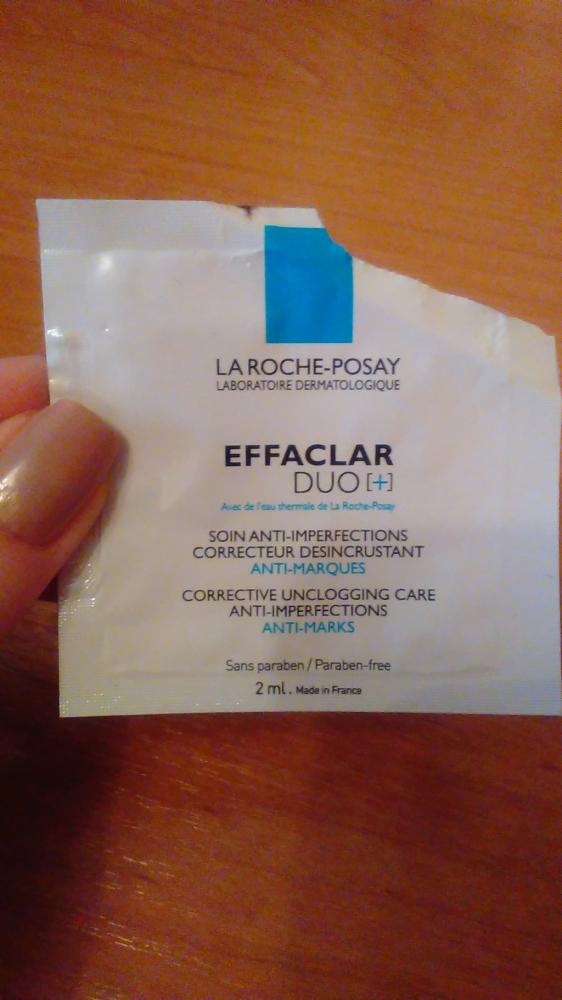 LA ROCHE-POSAY
LABORATOIRE DERMATOLOGIQUE
EFFACLAR
DUO [+]
Avec de l'eau thermale de La Roche-Posay
SOIN ANTI-IMPERFECTIONS
CORRECTEUR DESINCRUSTANT
ANTI-MARQUES
CORRECTIVE UNCLOGGING CARE
ANTI-IMPERFECTIONS
ANTI-MARKS
Sans paraben / Paraben-free
2 ml. Made in France